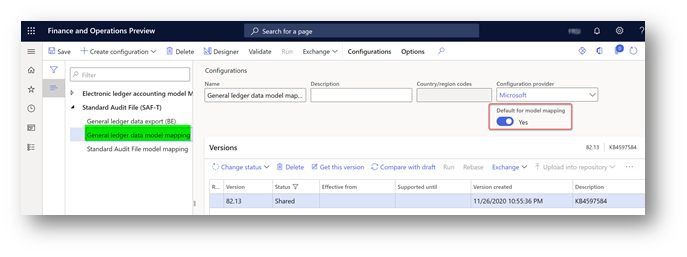 Finance and Operations Preview
Search for a page
?
Save
Create configuration
Delete
Designer
Validate
Run
Exchange
Configurations
Options
0
Filter
Electronic ledger accounting model M
Standard Audit File (SAF-T)
General ledger data export (BE)
General ledger data model mapping
Standard Audit File model mapping
Configurations
Name
Description
Country/region codes
Configuration provider
General ledger data model map...
Microsoft
Default for model mapping
Yes
Versions
82.13
KB4597584
Change status
Delete
Get this version
Compare with draft
Run
Rebase
Exchange
Upload into repository
...
R...
Version
Status
Effective from
Supported until
Version created
Description
82.13
Shared
11/26/2020 10:55:36 PM
KB4597584